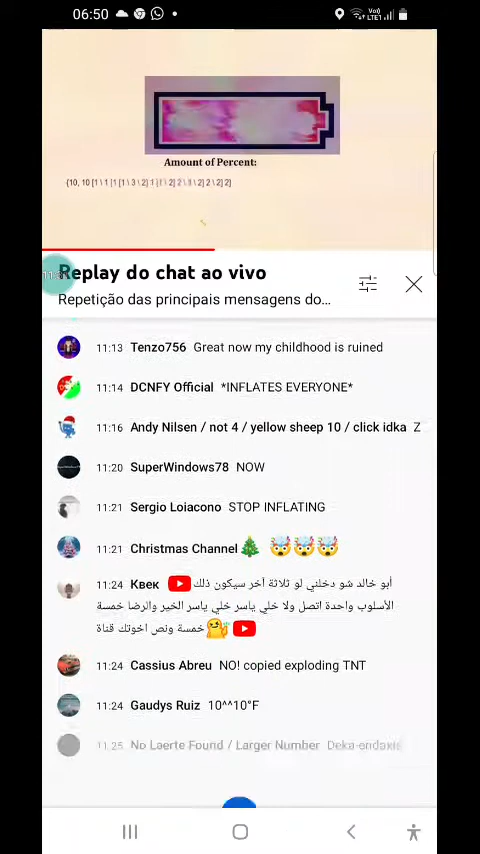 06:50
Amount of Percent:
Replay do chat ao vivo
Repetição das principais mensagens do...
11:13 Tenzo756 Great now my childhood is ruined
11:14 DCNFY Official *INFLATES EVERYONE*
11:16 Andy Nilsen / not 4 / yellow sheep 10 / click idka Z
11:20 SuperWindows78 NOW
11:21 Sergio Loiacono STOP INFLATING
11:21 Christmas Channel🎄 🤯🤯🤯
11:24 Квек أبو خالد شو دخلني لو ثلاثة آخر سيكون ذلك
الأسلوب واحدة اتصل ولا خلي ياسر خلي ياسر الخير والرضا خمسة
خمسة ونص اخوتك قناة
11:24 Cassius Abreu NO! copied exploding TNT
11:24 Gaudys Ruiz 10^^10°F
11:25 No Laerte Found / Larger Number